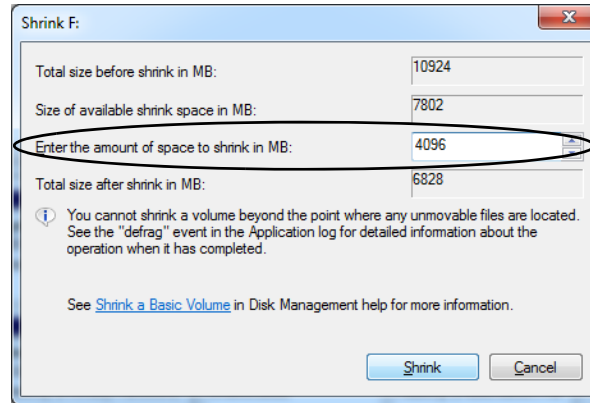 Shrink F:
Total size before shrink in MB: 10924
Size of available shrink space in MB: 7802
Enter the amount of space to shrink in MB: 4096
Total size after shrink in MB: 6828
You cannot shrink a volume beyond the point where any unmovable files are located.
See the "defrag" event in the Application log for detailed information about the
operation when it has completed.
See Shrink a Basic Volume in Disk Management help for more information.
Shrink Cancel